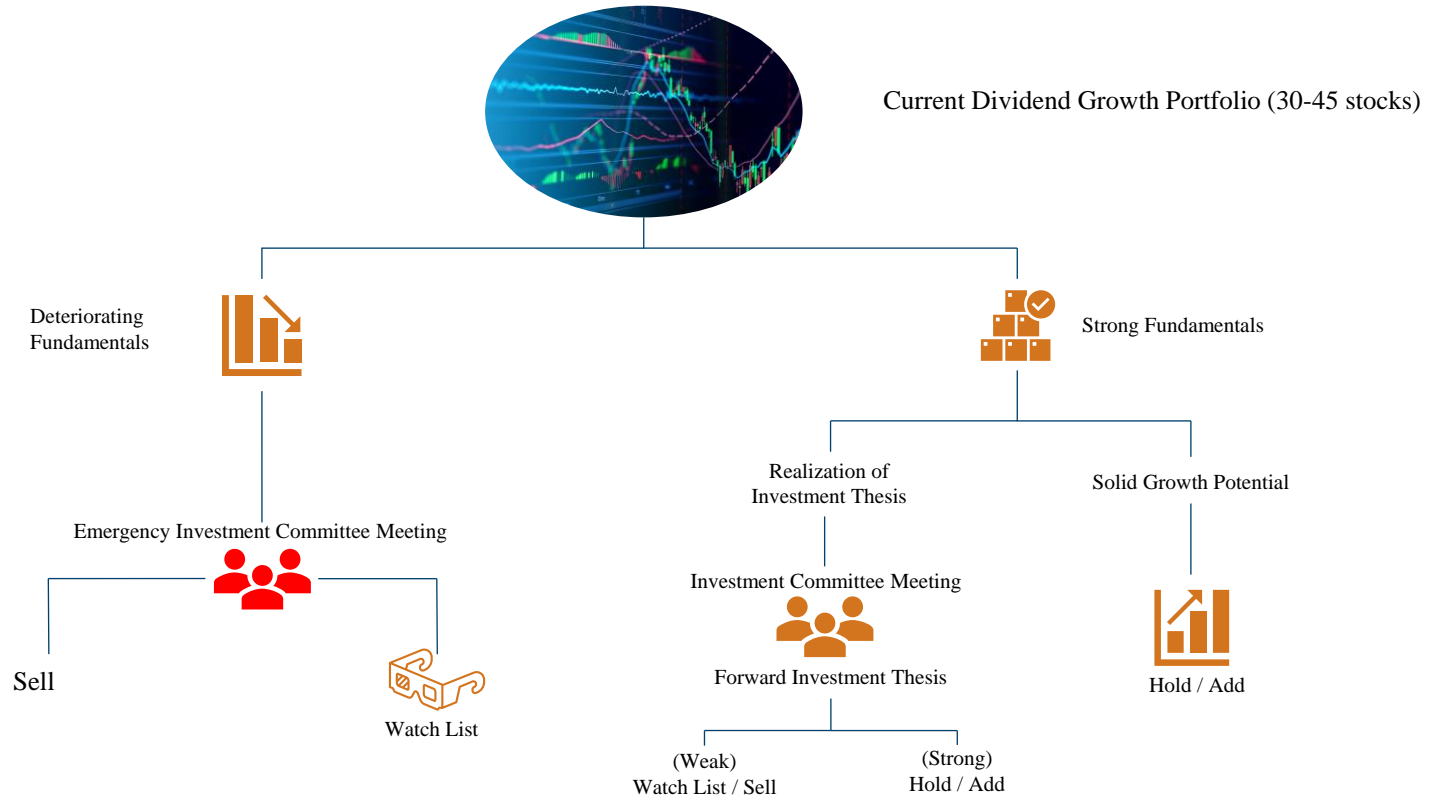 Current Dividend Growth Portfolio (30-45 stocks)
Deteriorating
Fundamentals
Strong Fundamentals
Realization of
Investment Thesis
Solid Growth Potential
Emergency Investment Committee Meeting
Investment Committee Meeting
Sell
Forward Investment Thesis
Hold / Add
Watch List
(Weak)
Watch List / Sell
(Strong)
Hold / Add